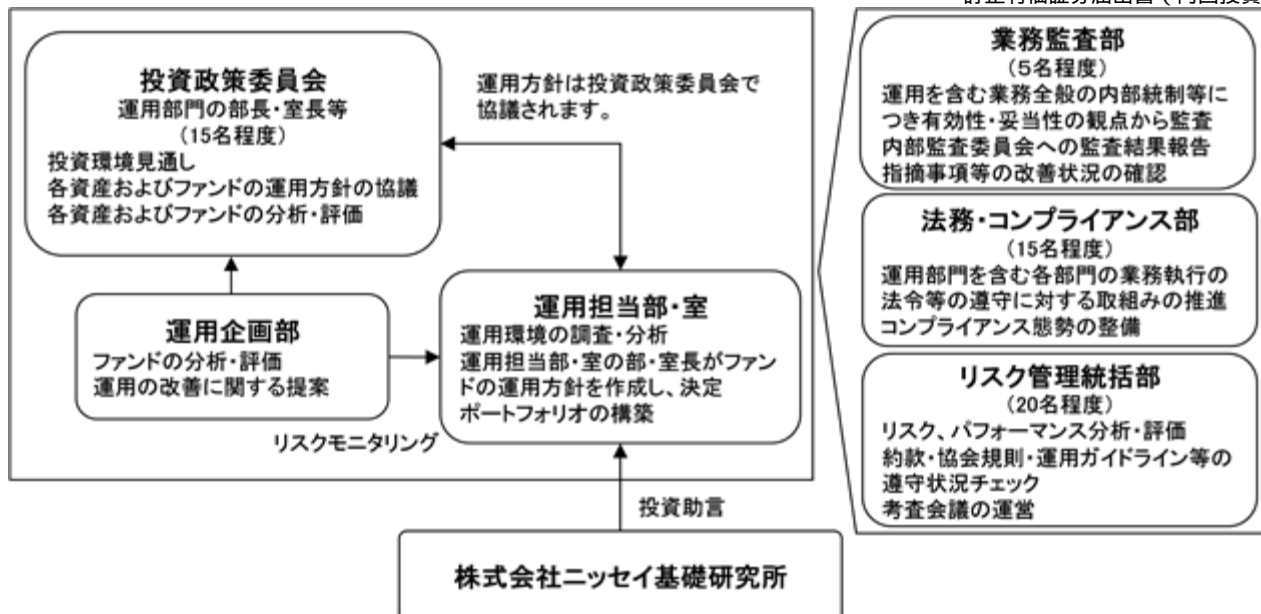 投資政策委員会
運用部門の部長・室長等
(15名程度)
投資環境見通し
各資産およびファンドの運用方針の協議
各資産およびファンドの分析・評価
運用方針は投資政策委員会で
協議されます。
運用企画部
ファンドの分析・評価
運用の改善に関する提案
リスクモニタリング
運用担当部・室
運用環境の調査・分析
運用担当部・室の部・室長がファン
ドの運用方針を作成し、決定
ポートフォリオの構築
投資助言
株式会社ニッセイ基礎研究所
業務監査部
(5名程度)
運用を含む業務全般の内部統制等に
つき有効性・妥当性の観点から監査
内部監査委員会への監査結果報告
指摘事項等の改善状況の確認
法務・コンプライアンス部
(15名程度)
運用部門を含む各部門の業務執行の
法令等の遵守に対する取組みの推進
コンプライアンス態勢の整備
リスク管理統括部
(20名程度)
リスク、パフォーマンス分析・評価
約款・協会規則・運用ガイドライン等の
遵守状況チェック
考査会議の運営